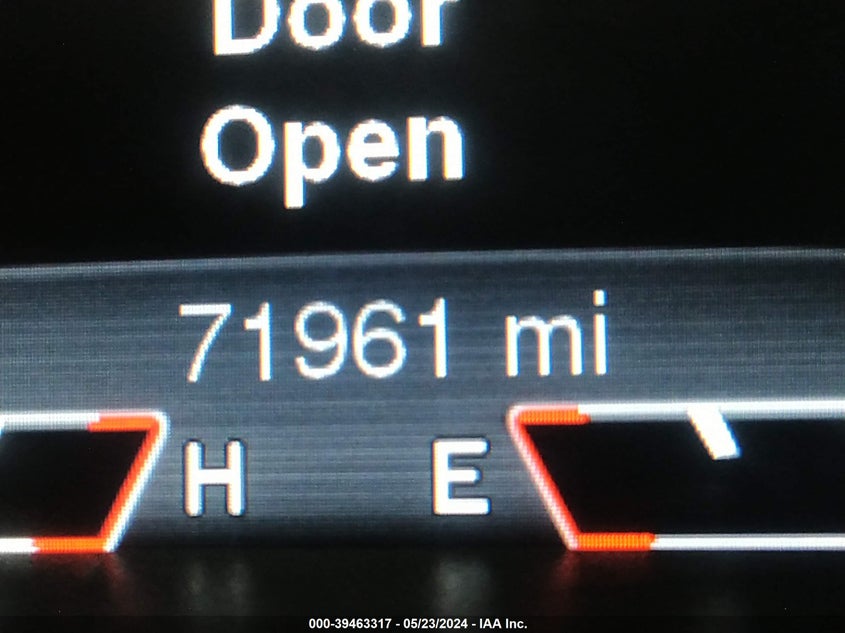 Door
Open
71961 mi
H E
000-39463317 - 05/23/2024 - IAA Inc.